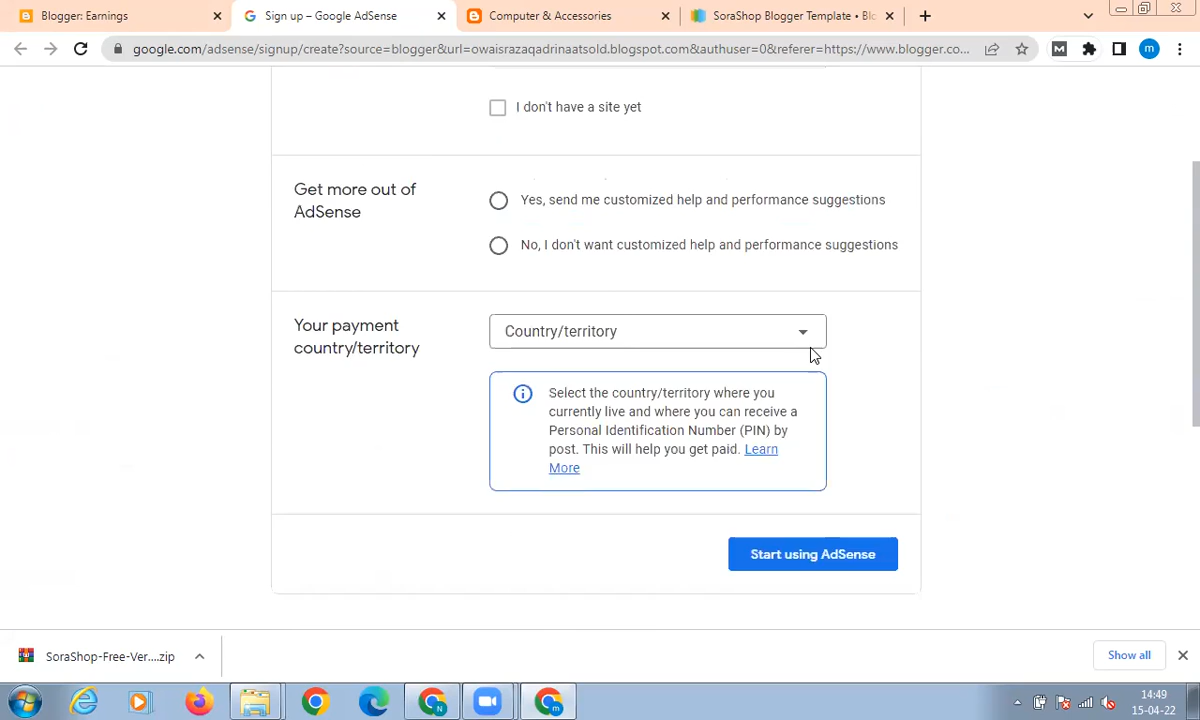 Blogger: Earnings
Sign up – Google AdSense
Computer & Accessories
SoraShop Blogger Template • Blo
google.com/adsense/signup/create?source=blogger&url=owaisrazaqadrinaatsold.blogspot.com&authuser=0&referer=https://www.blogger.co...
M
m
I don't have a site yet
Get more out of
AdSense
Yes, send me customized help and performance suggestions
No, I don't want customized help and performance suggestions
Your payment
country/territory
Country/territory
Select the country/territory where you
currently live and where you can receive a
Personal Identification Number (PIN) by
post. This will help you get paid. Learn
More
Start using AdSense
SoraShop-Free-Ver....zip
Show all
N
m
14:49
15-04-22